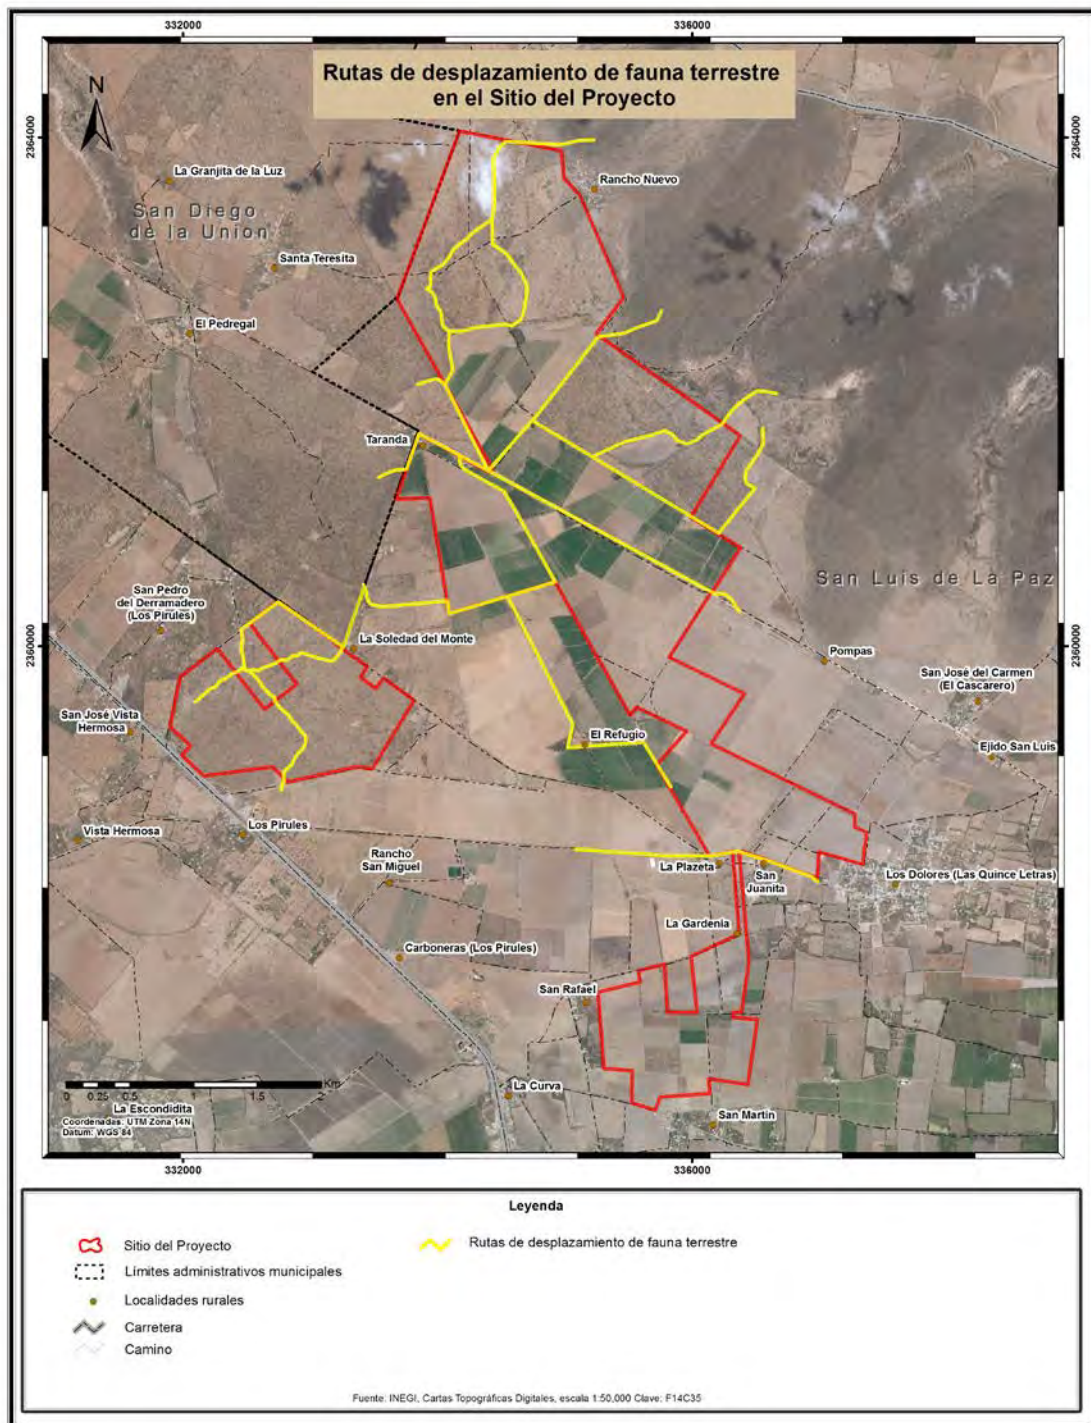 332000
336000
Rutas de desplazamiento de fauna terrestre
en el Sitio del Proyecto
N
2364000
2364000
La Granjita de la Luz
Rancho Nuevo
San Diego
de la Union
Santa Teresita
El Pedregal
Taranda
San Luis de La Paz
San Pedro
del Derramadero
(Los Pirules)
La Soledad del Monte
2360000
2360000
Pompas
San José del Carmen
(El Cascarero)
San José Vista
Hermosa
El Refugio
Ejido San Luis
Vista Hermosa
Los Pirules
Rancho
San Miguel
La Plazeta
San
Juanita
Los Dolores (Las Quince Letras)
La Gardenia
Carboneras (Los Pirules)
San Rafael
Km
0 0.25 0.5 1 1.5 2
La Curva
La Escondidita
Coordenadas: UTM Zona 14N
Datum: WGS 84
San Martin
332000
336000
Leyenda
Sitio del Proyecto
Rutas de desplazamiento de fauna terrestre
Límites administrativos municipales
Localidades rurales
Carretera
Camino
Fuente: INEGI, Cartas Topográficas Digitales, escala 1:50,000 Clave: F14C35